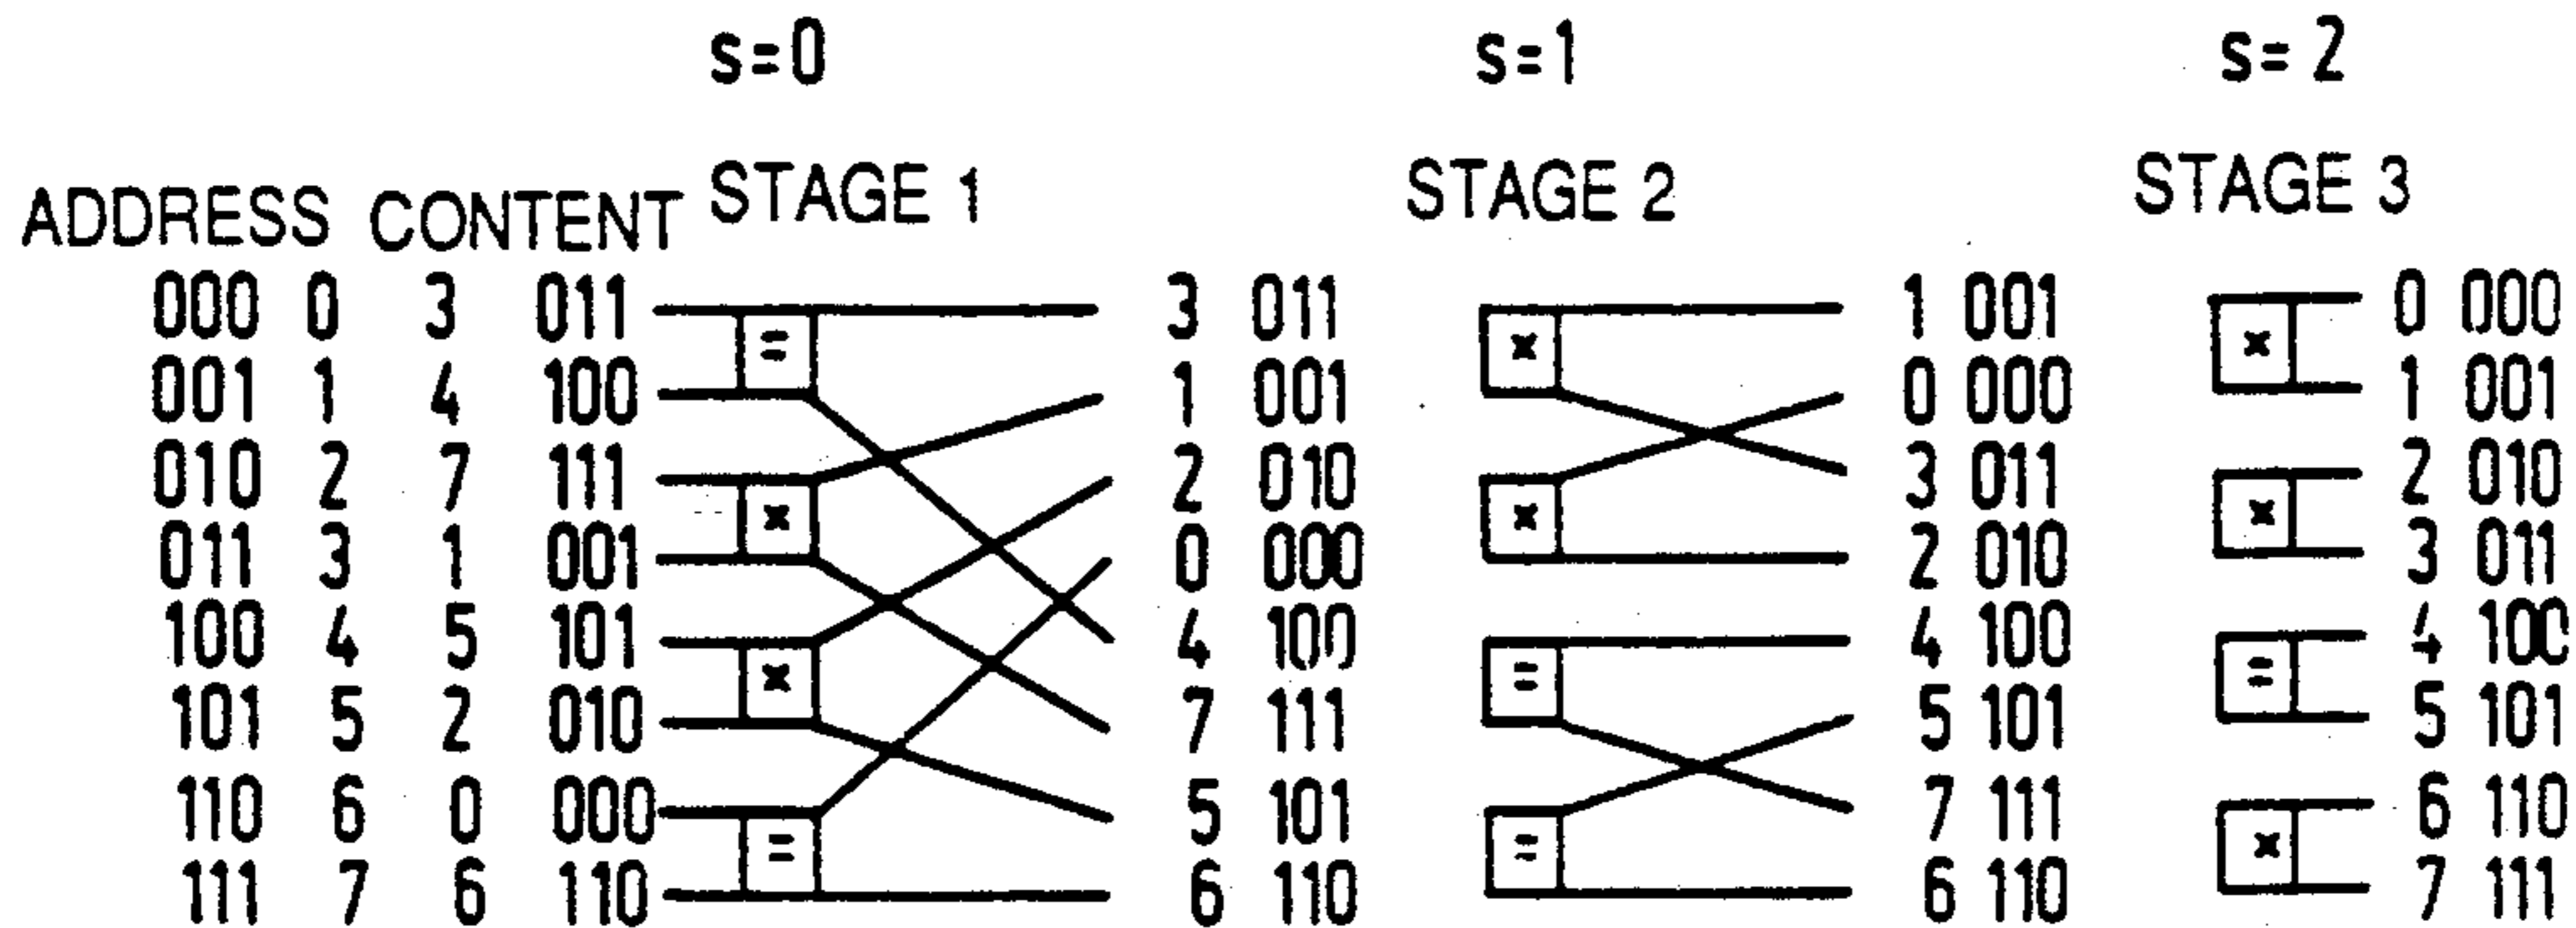 s=0 s=1 s=2
STAGE 1 STAGE 2 STAGE 3
ADDRESS CONTENT
000 0 3 011 = 3 011 x 1 001 x 0 000
001 1 4 100 1 001 0 000 1 001
010 2 7 111 x 2 010 x 3 011 x 2 010
011 3 1 001 0 000 2 010 3 011
100 4 5 101 x 4 100 = 4 100 = 4 100
101 5 2 010 7 111 5 101 5 101
110 6 0 000 = 5 101 = 7 111 x 6 110
111 7 6 110 6 110 6 110 7 111